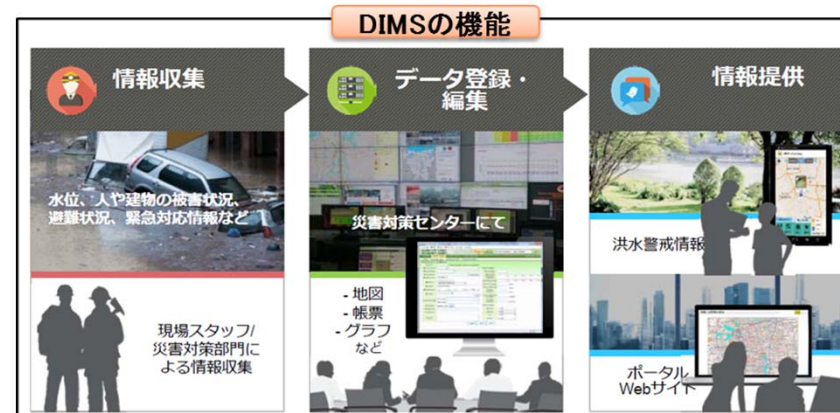 DIMSの機能
情報収集
水位、人や建物の被害状況、
避難状況、緊急対応情報など
現場スタッフ/
災害対策部門に
よる情報収集
データ登録・
編集
災害対策センターにて
- 地図
- 帳票
- グラフ
など
情報提供
洪水警戒情報
ポータル
Webサイト